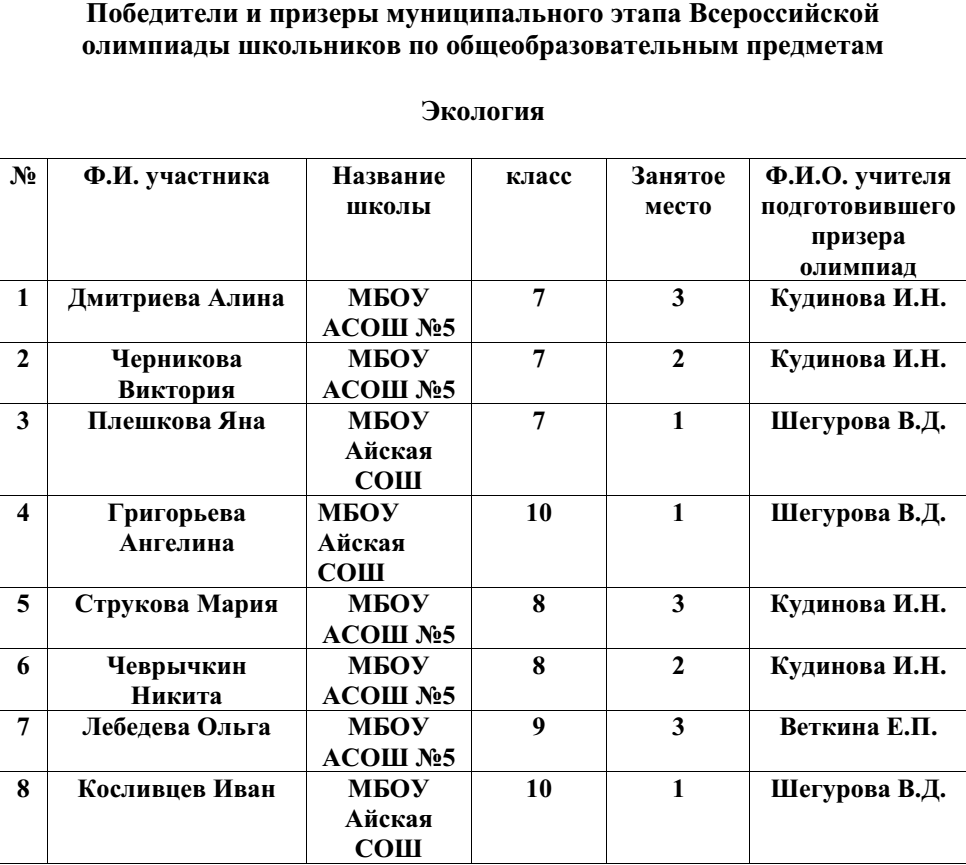 Победители и призеры муниципального этапа Всероссийской
олимпиады школьников по общеобразовательным предметам
Экология
№ Ф.И. участника Название школы класс Занятое место Ф.И.О. учителя подготовившего призера олимпиад
1 Дмитриева Алина МБОУ АСОШ №5 7 3 Кудинова И.Н.
2 Черникова Виктория МБОУ АСОШ №5 7 2 Кудинова И.Н.
3 Плешкова Яна МБОУ Айская СОШ 7 1 Шегурова В.Д.
4 Григорьева Ангелина МБОУ Айская СОШ 10 1 Шегурова В.Д.
5 Струкова Мария МБОУ АСОШ №5 8 3 Кудинова И.Н.
6 Чеврычкин Никита МБОУ АСОШ №5 8 2 Кудинова И.Н.
7 Лебедева Ольга МБОУ АСОШ №5 9 3 Веткина Е.П.
8 Косливцев Иван МБОУ Айская СОШ 10 1 Шегурова В.Д.